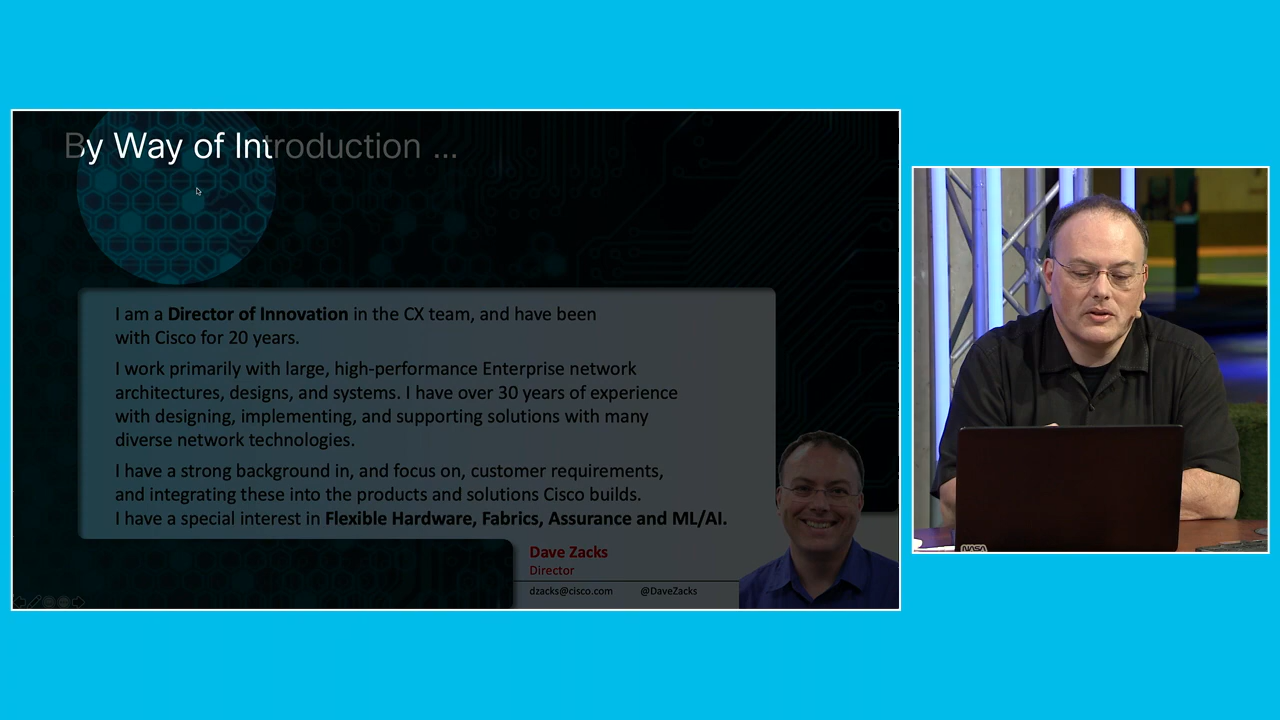 By Way of Introduction ...
I am a Director of Innovation in the CX team, and have been
with Cisco for 20 years.
I work primarily with large, high-performance Enterprise network
architectures, designs, and systems. I have over 30 years of experience
with designing, implementing, and supporting solutions with many
diverse network technologies.
I have a strong background in, and focus on, customer requirements,
and integrating these into the products and solutions Cisco builds.
I have a special interest in Flexible Hardware, Fabrics, Assurance and ML/AI.
Dave Zacks
Director
dzacks@cisco.com @DaveZacks
NASA